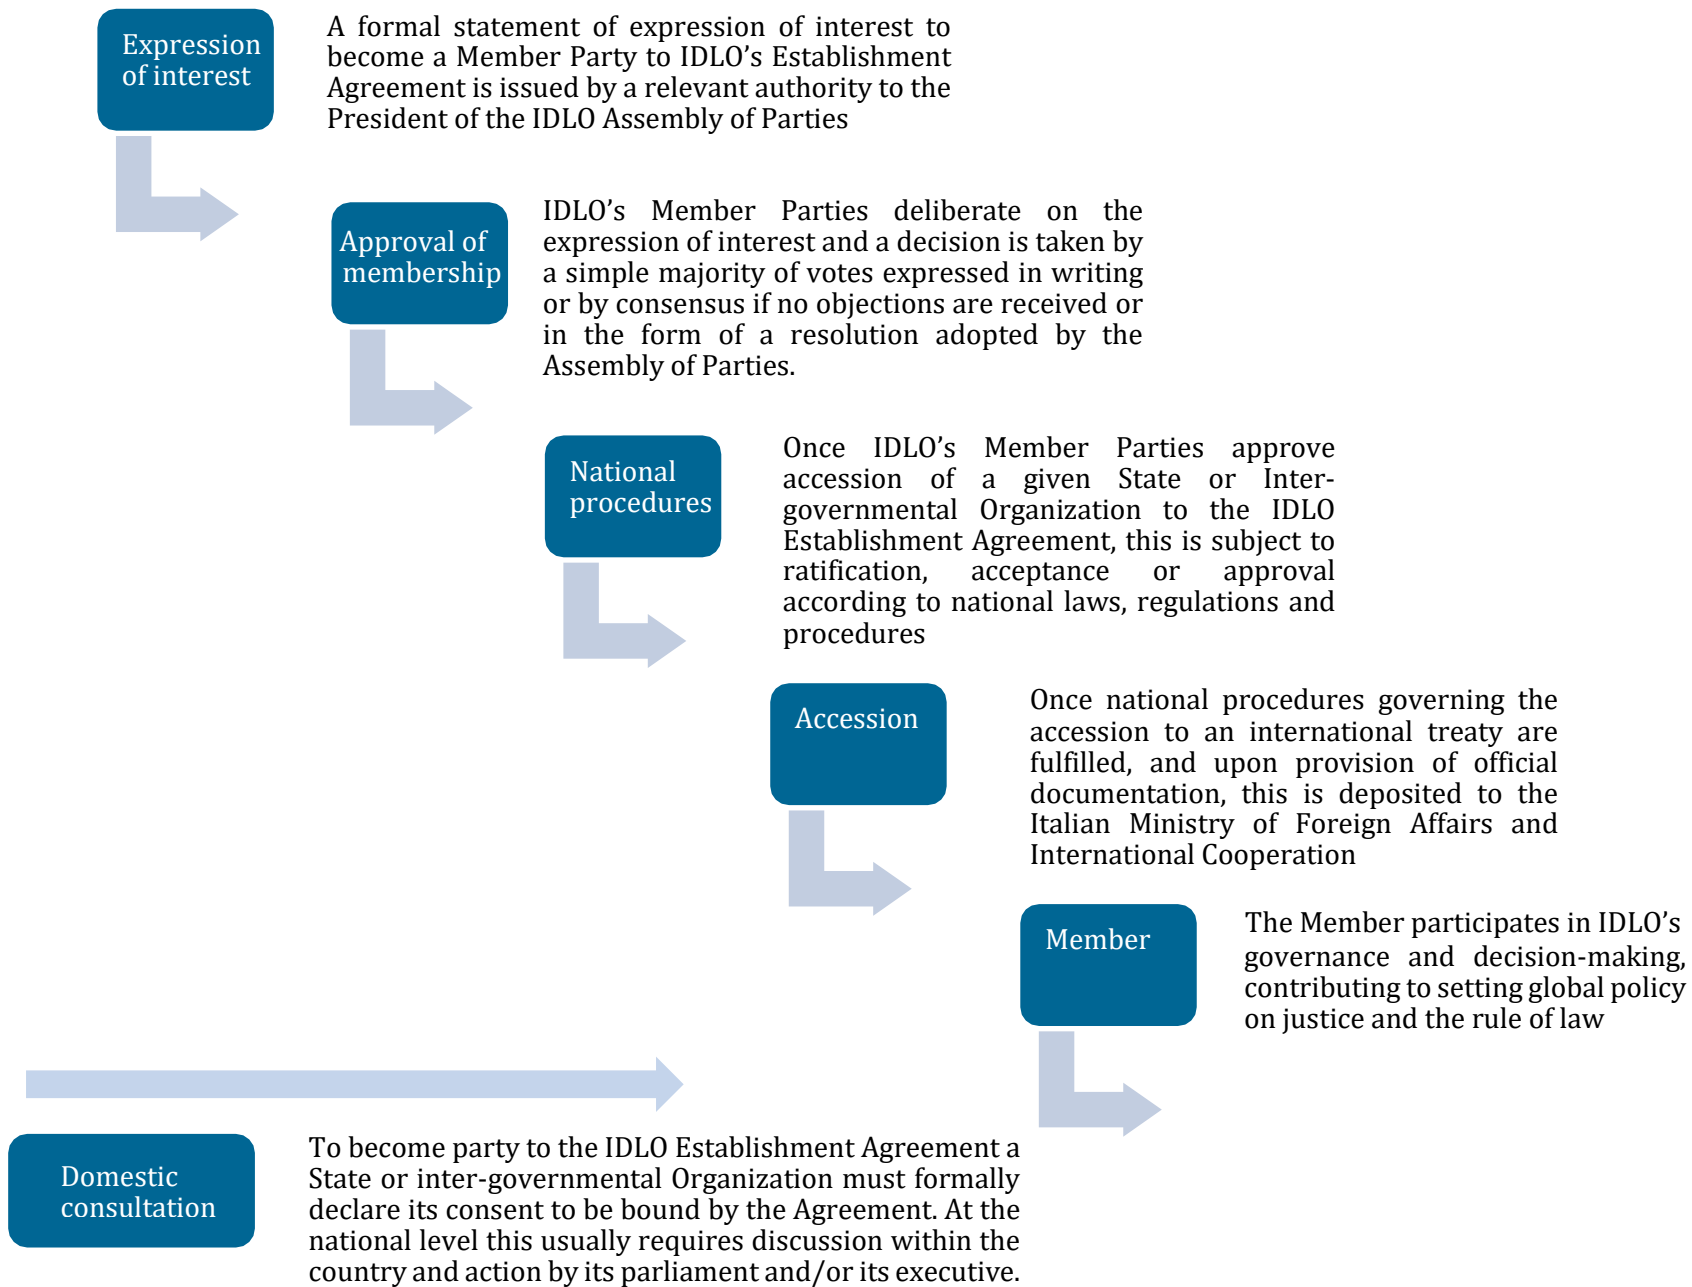 Expression
of interest
A formal statement of expression of interest to
become a Member Party to IDLO’s Establishment
Agreement is issued by a relevant authority to the
President of the IDLO Assembly of Parties
Approval of
membership
IDLO’s Member Parties deliberate on the
expression of interest and a decision is taken by
a simple majority of votes expressed in writing
or by consensus if no objections are received or
in the form of a resolution adopted by the
Assembly of Parties.
National
procedures
Once IDLO’s Member Parties approve
accession of a given State or Inter-
governmental Organization to the IDLO
Establishment Agreement, this is subject to
ratification, acceptance or approval
according to national laws, regulations and
procedures
Accession
Once national procedures governing the
accession to an international treaty are
fulfilled, and upon provision of official
documentation, this is deposited to the
Italian Ministry of Foreign Affairs and
International Cooperation
Member
The Member participates in IDLO’s
governance and decision-making,
contributing to setting global policy
on justice and the rule of law
Domestic
consultation
To become party to the IDLO Establishment Agreement a
State or inter-governmental Organization must formally
declare its consent to be bound by the Agreement. At the
national level this usually requires discussion within the
country and action by its parliament and/or its executive.